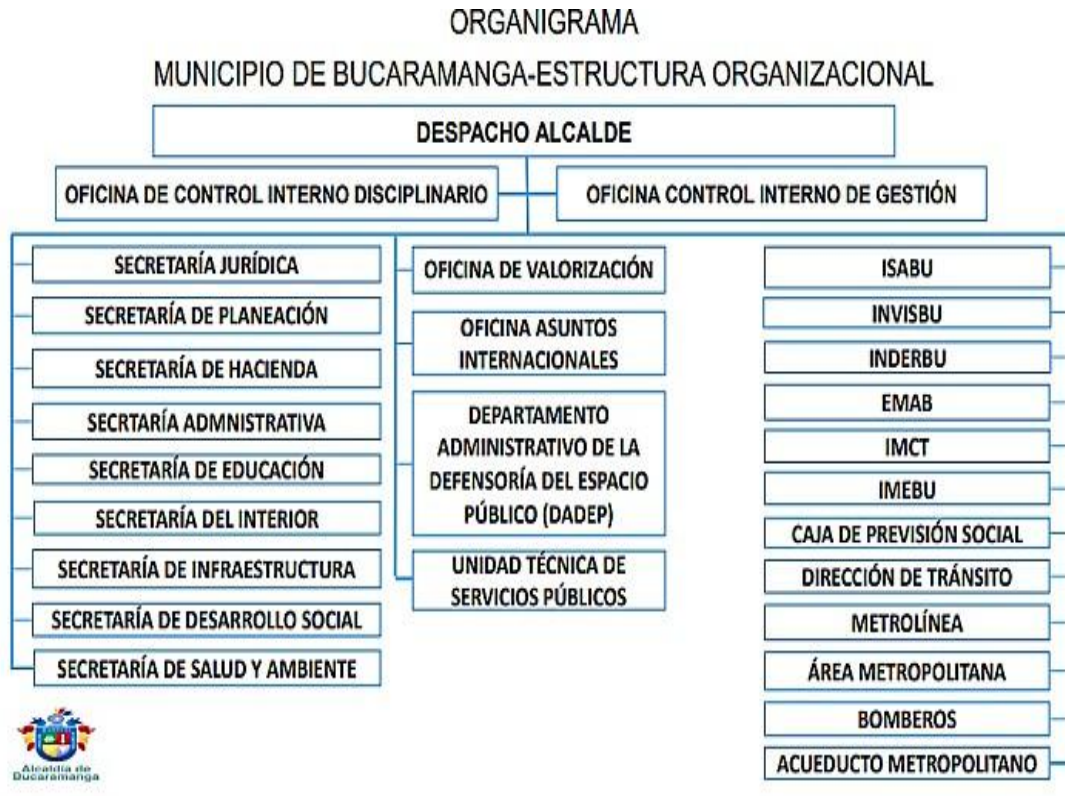 ORGANIGRAMA
MUNICIPIO DE BUCARAMANGA-ESTRUCTURA ORGANIZACIONAL
DESPACHO ALCALDE
OFICINA DE CONTROL INTERNO DISCIPLINARIO
OFICINA CONTROL INTERNO DE GESTIÓN
SECRETARÍA JURÍDICA
SECRETARÍA DE PLANEACIÓN
SECRETARÍA DE HACIENDA
SECRTARÍA ADMNISTRATIVA
SECRETARÍA DE EDUCACIÓN
SECRETARÍA DEL INTERIOR
SECRETARÍA DE INFRAESTRUCTURA
SECRETARÍA DE DESARROLLO SOCIAL
SECRETARÍA DE SALUD Y AMBIENTE
OFICINA DE VALORIZACIÓN
OFICINA ASUNTOS
INTERNACIONALES
DEPARTAMENTO
ADMINISTRATIVO DE LA
DEFENSORÍA DEL ESPACIO
PÚBLICO (DADEP)
UNIDAD TÉCNICA DE
SERVICIOS PÚBLICOS
ISABU
INVISBU
INDERBU
EMAB
IMCT
IMEBU
CAJA DE PREVISIÓN SOCIAL
DIRECCIÓN DE TRÁNSITO
METROLÍNEA
ÁREA METROPOLITANA
BOMBEROS
ACUEDUCTO METROPOLITANO
Alcaldía de
Bucaramanga